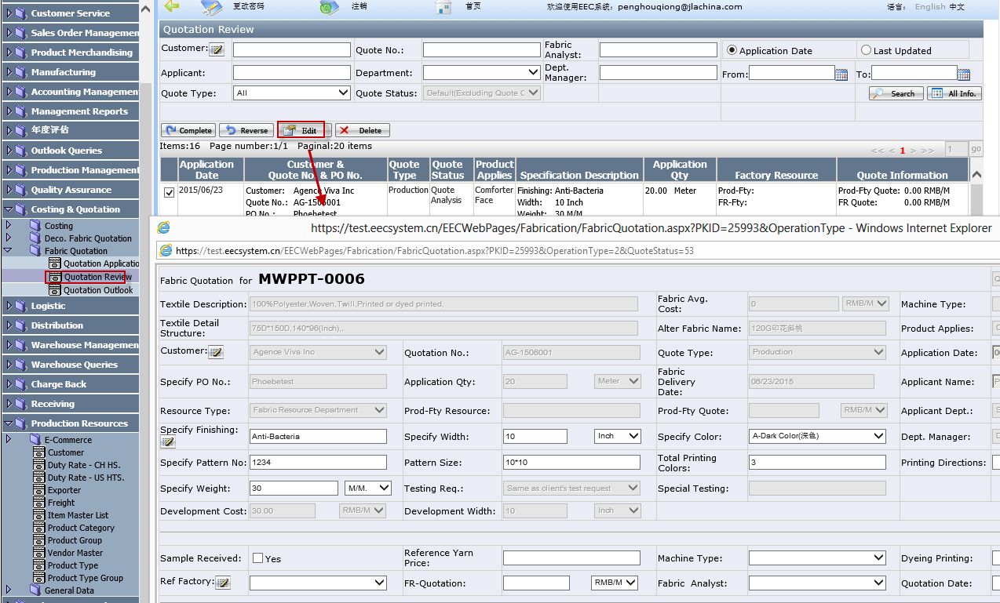 Customer Service
Sales Order Managemen
Product Merchandising
Manufacturing
Accounting Managemen
Management Reports
年度评估
Outlook Queries
Production Management
Quality Assurance
Costing & Quotation
Costing
Deco. Fabric Quotation
Fabric Quotation
Quotation Applicatio
Quotation Review
Quotation Outlook
Logistic
Distribution
Warehouse Managemen
Warehouse Queries
Charge Back
Receiving
Production Resources
E-Commerce
Customer
Duty Rate - CH HS.
Duty Rate - US HTS.
Exporter
Freight
Item Master List
Product Category
Product Group
Vendor Master
Product Type
Product Type Group
General Data
更改密码 注销 首页 欢迎使用EEC系统: penghouqiong@jlachina.com 语言: English 中文
Quotation Review
Customer: Quote No.: Fabric Analyst: Application Date Last Updated
Applicant: Department: Dept. Manager: From: To:
Quote Type: All Quote Status: Default(Excluding Quote C Search All Info.
Complete Reverse Edit Delete
Items:16 Page number:1/1 Paginal:20 items << < 1 > >> 1 go
Application Date Customer & Quote No. & PO No. Quote Type Quote Status Product Applies Specification Description Application Qty Factory Resource Quote Information
2015/06/23 Customer: Agence Viva Inc Production Quote Analysis Comforter Face Finishing: Anti-Bacteria 20.00 Meter Prod-Fty: Prod-Fty Quote: 0.00 RMB/M
Quote No.: AG-1506001 Width: 10 Inch FR-Fty: FR Quote: 0.00 RMB/M
PO No.: Phoebetest Weight: 30 M/M
https://test.eecsystem.cn/EECWebPages/Fabrication/FabricQuotation.aspx?PKID=25993&OperationType - Windows Internet Explorer
https://test.eecsystem.cn/EECWebPages/Fabrication/FabricQuotation.aspx?PKID=25993&OperationType=2&QuoteStatus=53
Fabric Quotation for MWPPT-0006
Textile Description: 100%Polyester,Woven,Twill,Printed or dyed printed, Fabric Avg. Cost: 0 RMB/M Machine Type:
Textile Detail Structure: 75D*150D,140*96(Inch),, Alter Fabric Name: 120G印花斜桃 Product Applies:
Customer: Agence Viva Inc Quotation No.: AG-1506001 Quote Type: Production Application Date:
Specify PO No.: Phoebetest Application Qty: 20 Meter Fabric Delivery Date: 06/23/2015 Applicant Name:
Resource Type: Fabric Resource Department Prod-Fty Resource: Prod-Fty Quote: RMB/M Applicant Dept.:
Specify Finishing: Anti-Bacteria Specify Width: 10 Inch Specify Color: A-Dark Color(深色) Dept. Manager:
Specify Pattern No: 1234 Pattern Size: 10*10 Total Printing Colors: 3 Printing Directions:
Specify Weight: 30 M/M. Testing Req.: Same as client's test request Special Testing:
Development Cost: 30.00 RMB/M Development Width: 10 Inch
Sample Received: Yes Reference Yarn Price: Machine Type: Dyeing Printing:
Ref Factory: FR-Quotation: RMB/M Fabric Analyst: Quotation Date: